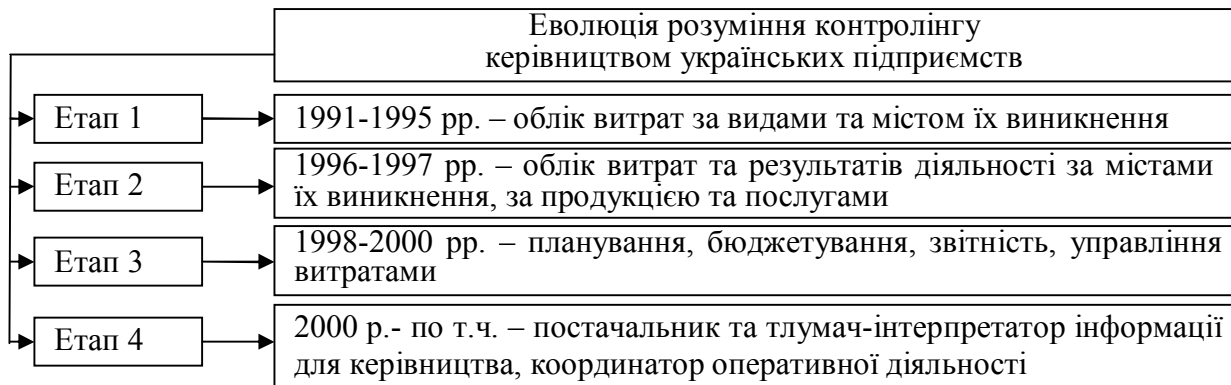 Еволюція розуміння контролінгу
керівництвом українських підприємств
Етап 1
1991-1995 рр. – облік витрат за видами та містом їх виникнення
Етап 2
1996-1997 рр. – облік витрат та результатів діяльності за містами
їх виникнення, за продукцією та послугами
Етап 3
1998-2000 рр. – планування, бюджетування, звітність, управління
витратами
Етап 4
2000 р.- по т.ч. – постачальник та тлумач-інтерпретатор інформації
для керівництва, координатор оперативної діяльності